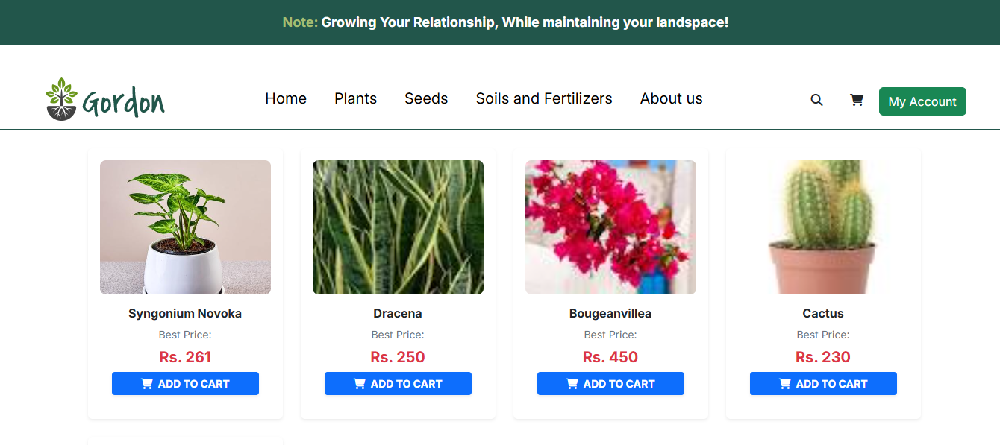 Note: Growing Your Relationship, While maintaining your landspace!
Gordon
Home Plants Seeds Soils and Fertilizers About us
My Account
Syngonium Novoka
Best Price:
Rs. 261
ADD TO CART
Dracena
Best Price:
Rs. 250
ADD TO CART
Bougeanvillea
Best Price:
Rs. 450
ADD TO CART
Cactus
Best Price:
Rs. 230
ADD TO CART